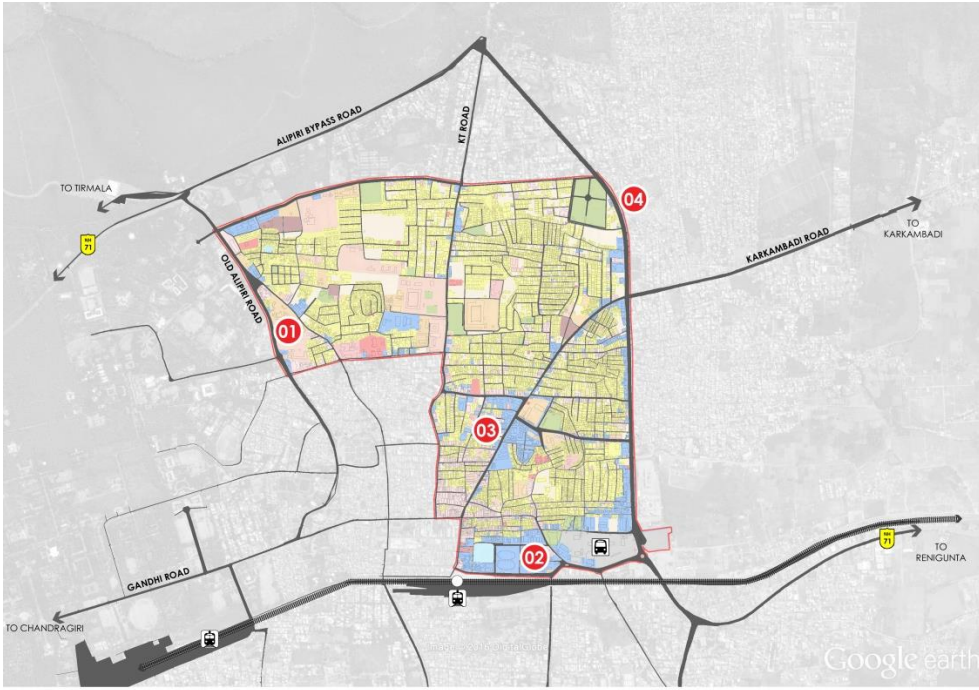 ALIPIRI BYPASS ROAD
KT ROAD
TO TIRMALA
04
TO
KARKAMBADI
NH
71
KARKAMBADI ROAD
OLD ALIPIRI ROAD
01
03
NH
71
02
TO
RENIGUNTA
GANDHI ROAD
TO CHANDRAGIRI
Google earth